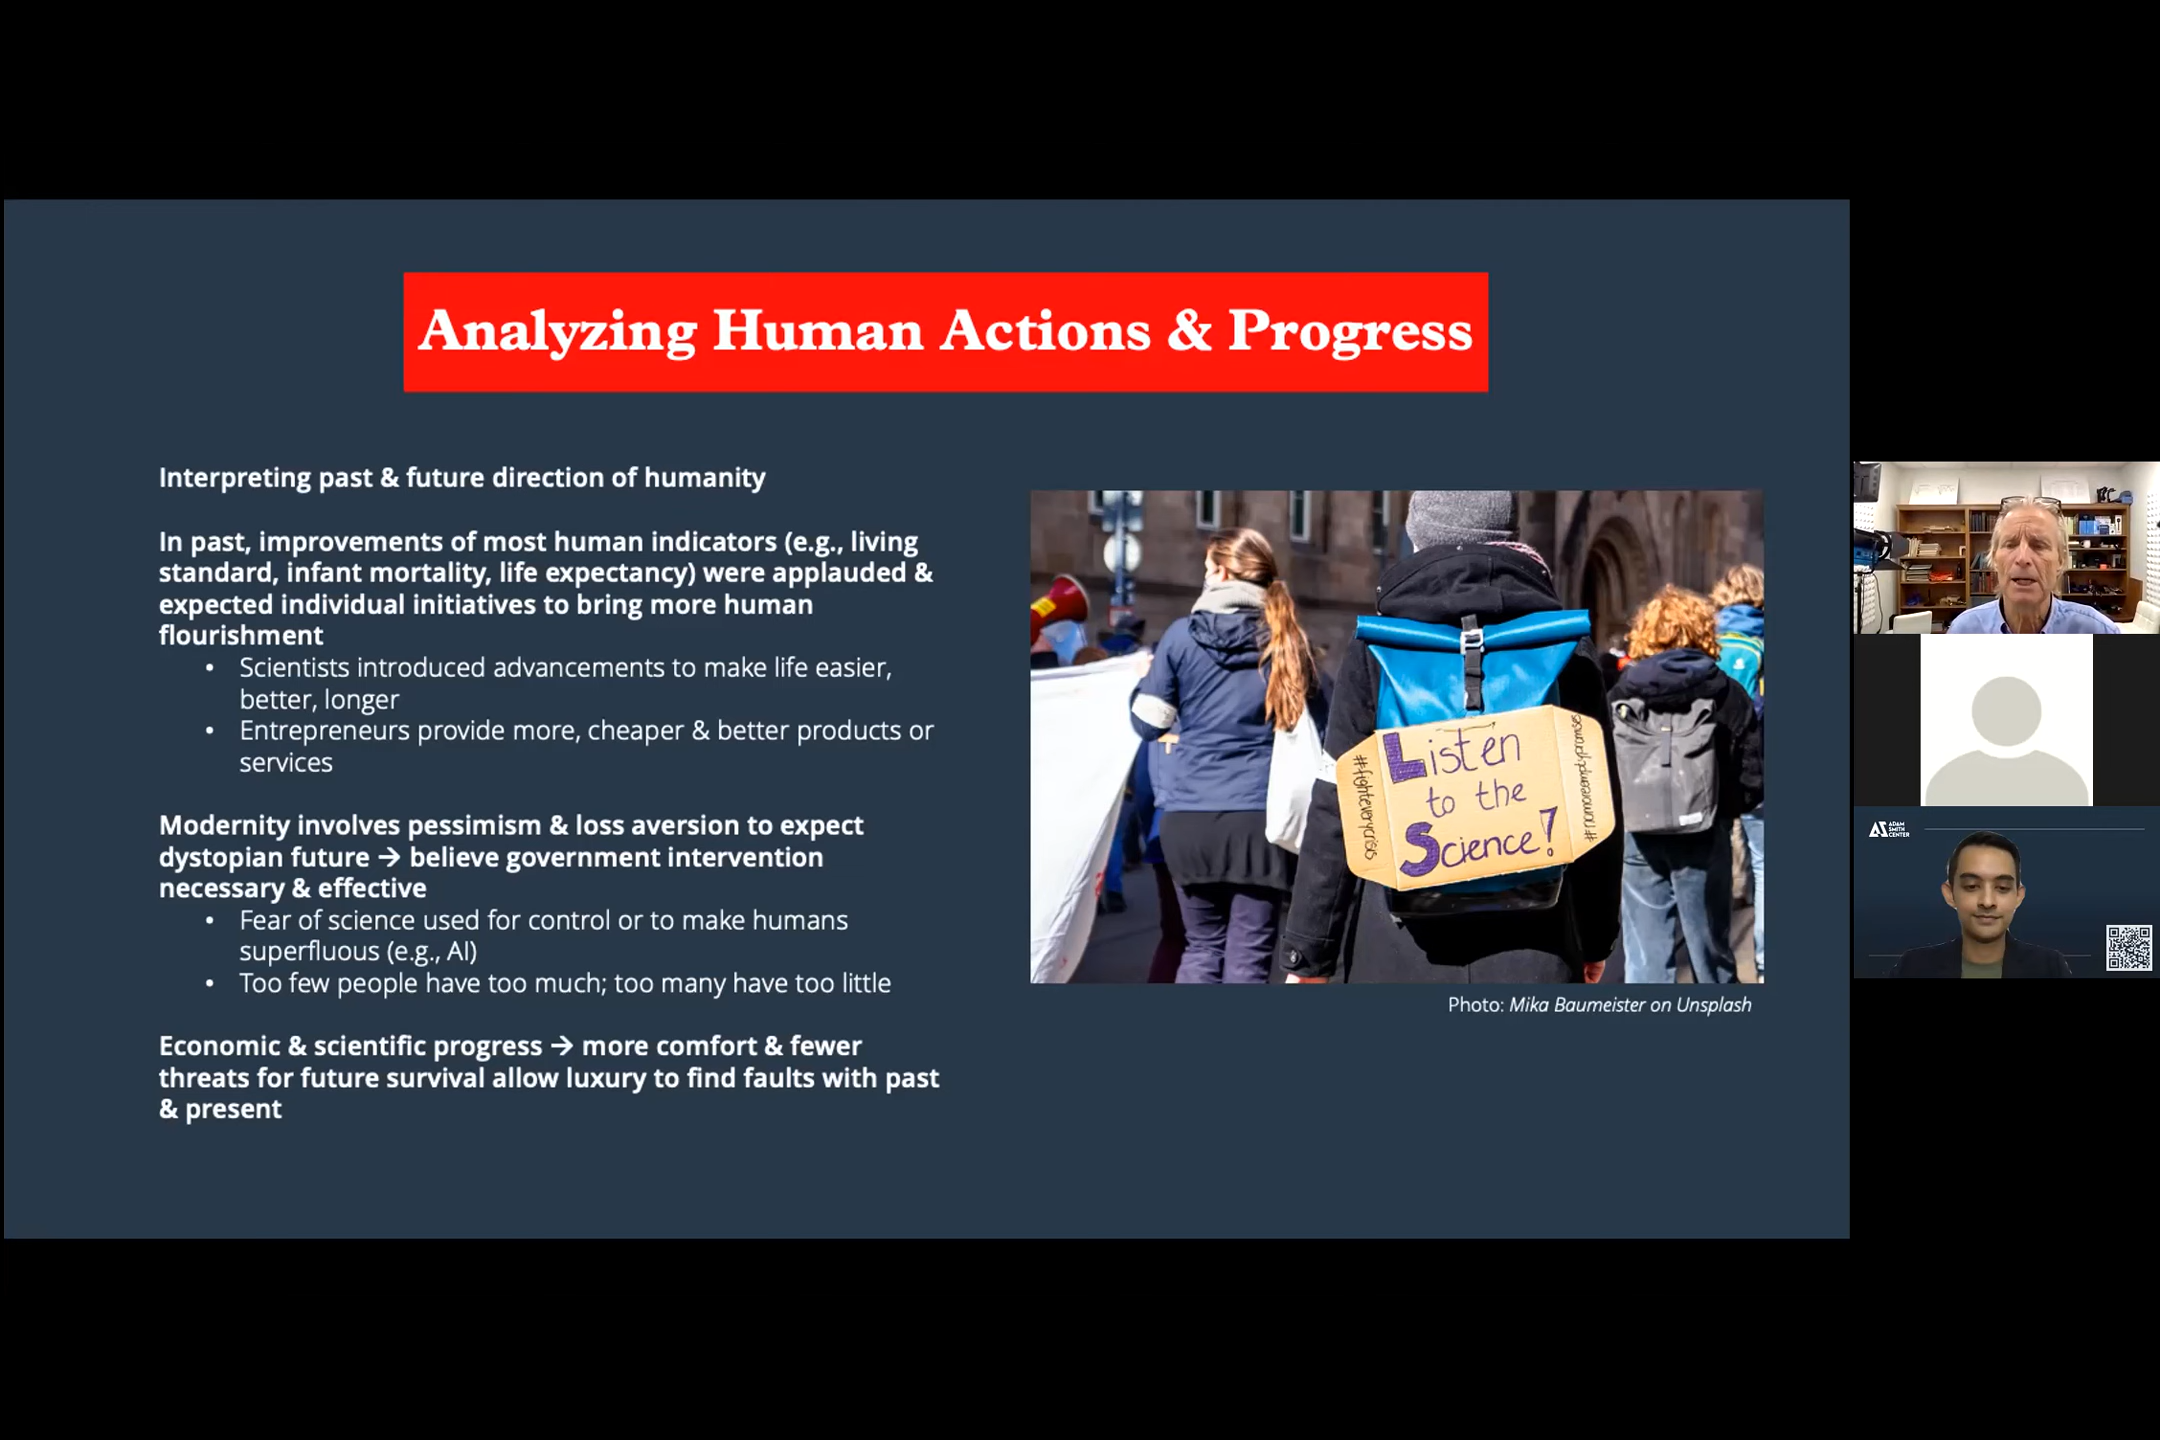 Analyzing Human Actions & Progress
Interpreting past & future direction of humanity
In past, improvements of most human indicators (e.g., living
standard, infant mortality, life expectancy) were applauded &
expected individual initiatives to bring more human
flourishment
• Scientists introduced advancements to make life easier,
better, longer
• Entrepreneurs provide more, cheaper & better products or
services
Modernity involves pessimism & loss aversion to expect
dystopian future → believe government intervention
necessary & effective
• Fear of science used for control or to make humans
superfluous (e.g., AI)
• Too few people have too much; too many have too little
Economic & scientific progress → more comfort & fewer
threats for future survival allow luxury to find faults with past
& present
Listen
to the
Science!
#fighteverycrisis
#nomoreemptypromises
Photo: Mika Baumeister on Unsplash
AS
ADAM
SMITH
CENTER